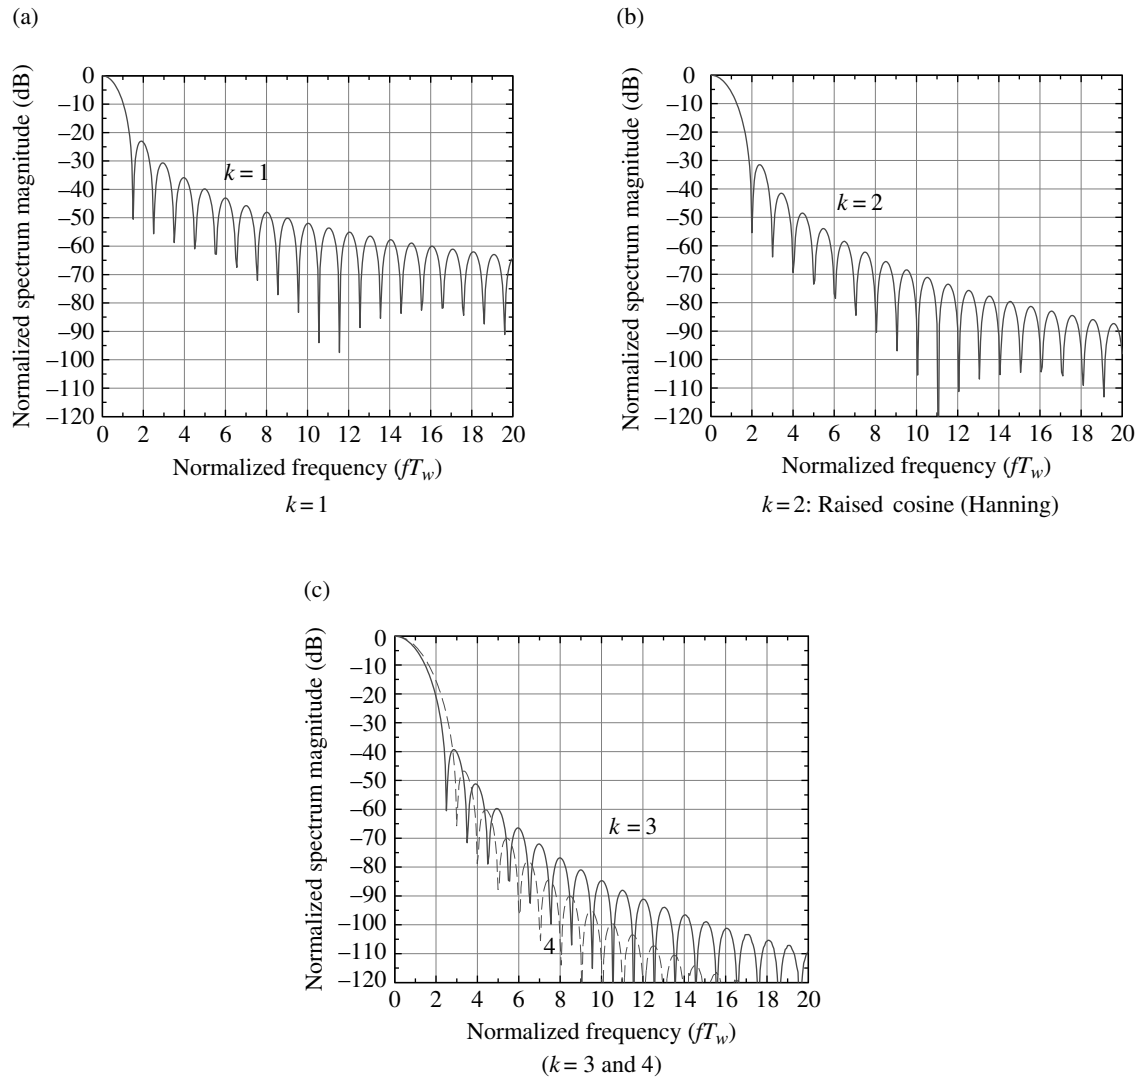 (a)
Normalized spectrum magnitude (dB)
0
–10
–20
–30
–40
–50
–60
–70
–80
–90
–100
–110
–120
k = 1
0 2 4 6 8 10 12 14 16 18 20
Normalized frequency (fTw)
k = 1
(b)
Normalized spectrum magnitude (dB)
0
–10
–20
–30
–40
–50
–60
–70
–80
–90
–100
–110
–120
k = 2
0 2 4 6 8 10 12 14 16 18 20
Normalized frequency (fTw)
k = 2: Raised cosine (Hanning)
(c)
Normalized spectrum magnitude (dB)
0
–10
–20
–30
–40
–50
–60
–70
–80
–90
–100
–110
–120
k = 3
4
0 2 4 6 8 10 12 14 16 18 20
Normalized frequency (fTw)
(k = 3 and 4)